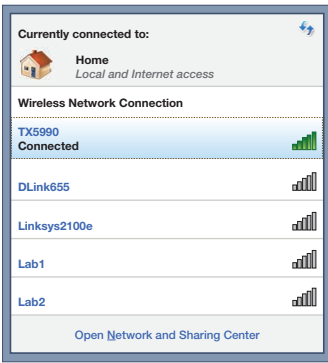 Currently connected to:
Home
Local and Internet access
Wireless Network Connection
TX5990
Connected
DLink655
Linksys2100e
Lab1
Lab2
Open Network and Sharing Center